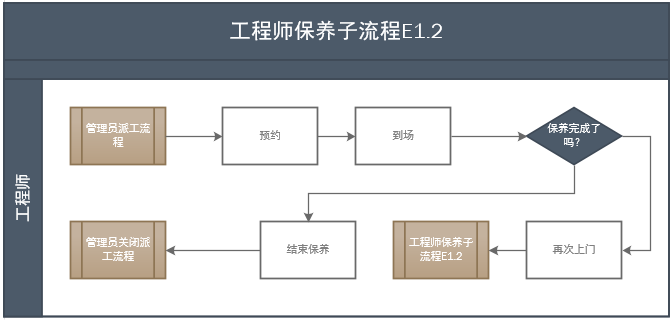 工程师保养子流程E1.2
工程师
管理员派工流
程
预约
到场
保养完成了
吗?
管理员关闭派
工流程
结束保养
工程师保养子
流程E1.2
再次上门